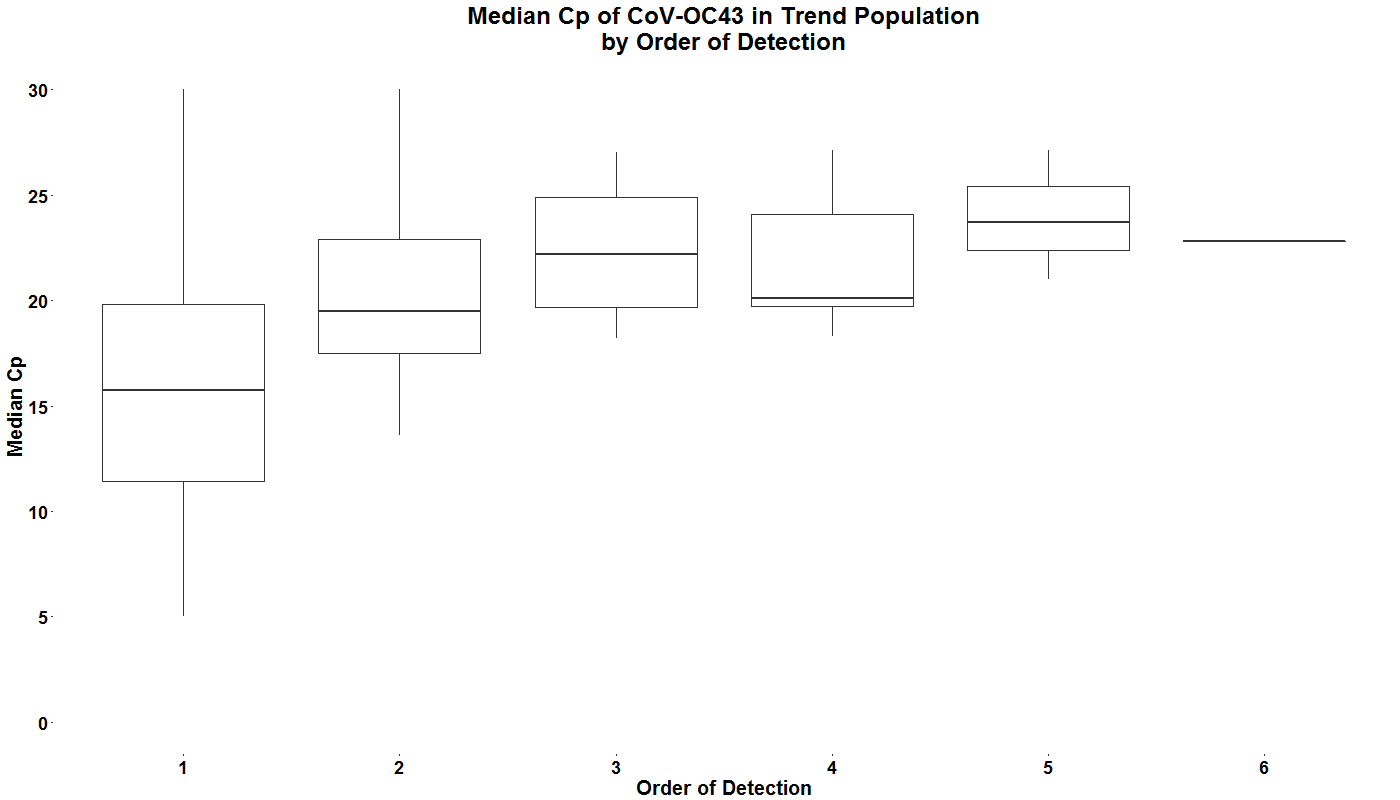 Median Cp of CoV-OC43 in Trend Population
by Order of Detection
Median Cp
30
25
20
15
10
5
0
1 2 3 4 5 6
Order of Detection